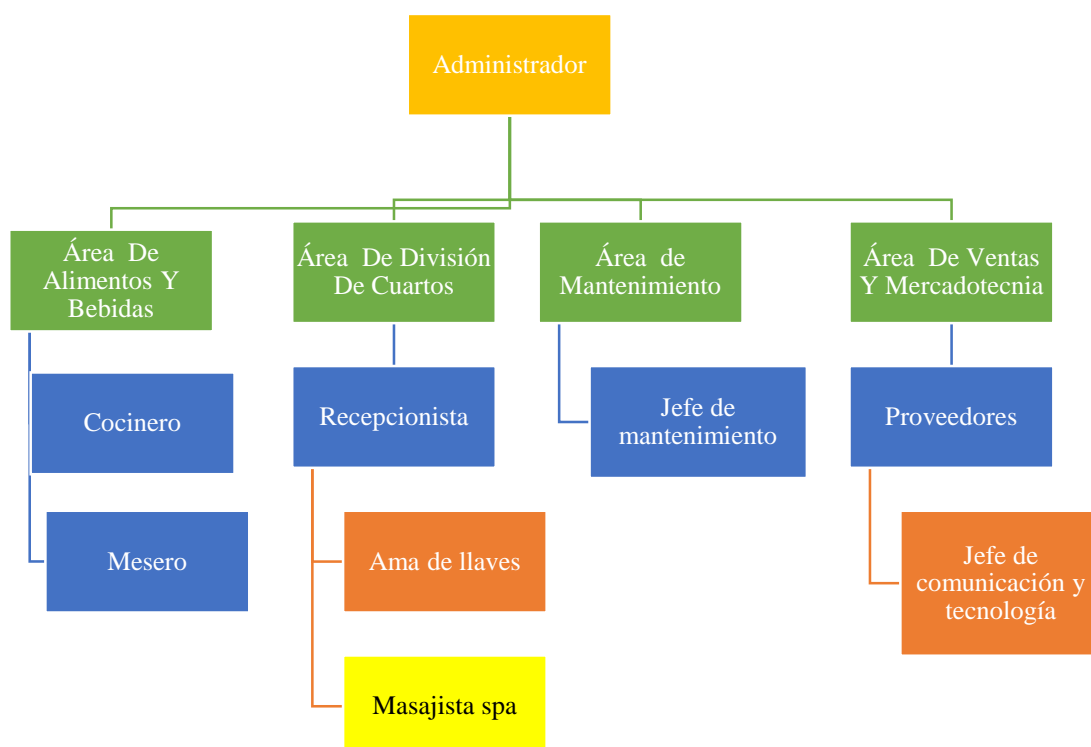 Administrador
Área De
Alimentos Y
Bebidas
Área De División
De Cuartos
Área de
Mantenimiento
Área De Ventas
Y Mercadotecnia
Cocinero
Recepcionista
Jefe de
mantenimiento
Proveedores
Mesero
Ama de llaves
Jefe de
comunicación y
tecnología
Masajista spa